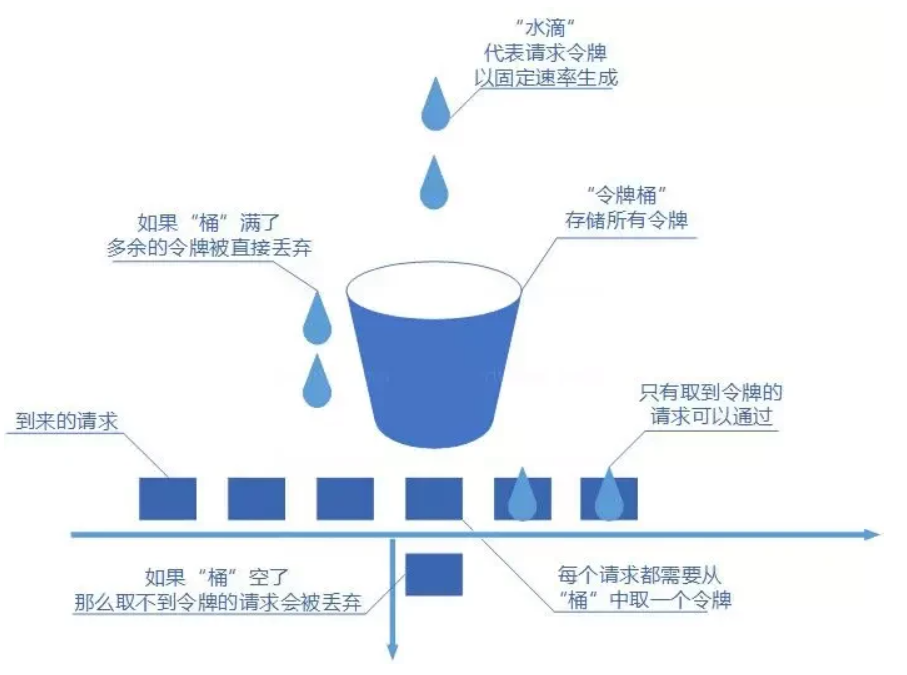 “水滴”
代表请求令牌
以固定速率生成
“令牌桶”
存储所有令牌
如果“桶”满了
多余的令牌被直接丢弃
只有取到令牌的
请求可以通过
到来的请求
如果“桶”空了
那么取不到令牌的请求会被丢弃
每个请求都需要从
“桶”中取一个令牌